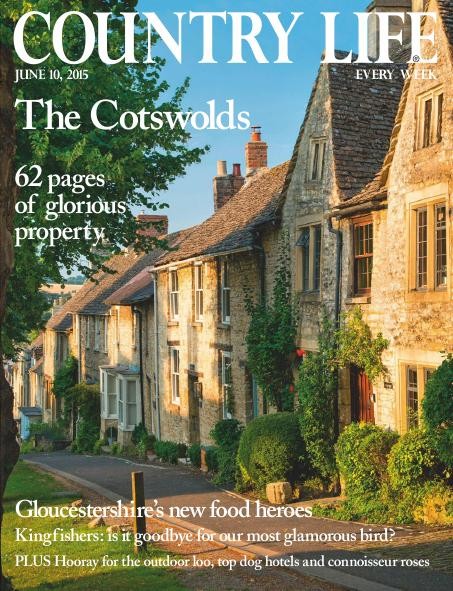 COUNTRY LIFE®
JUNE 10, 2015 EVERY WEEK
The Cotswolds
62 pages
of glorious
property
Gloucestershire's new food heroes
Kingfishers: is it goodbye for our most glamorous bird?
PLUS Hooray for the outdoor loo, top dog hotels and connoisseur roses